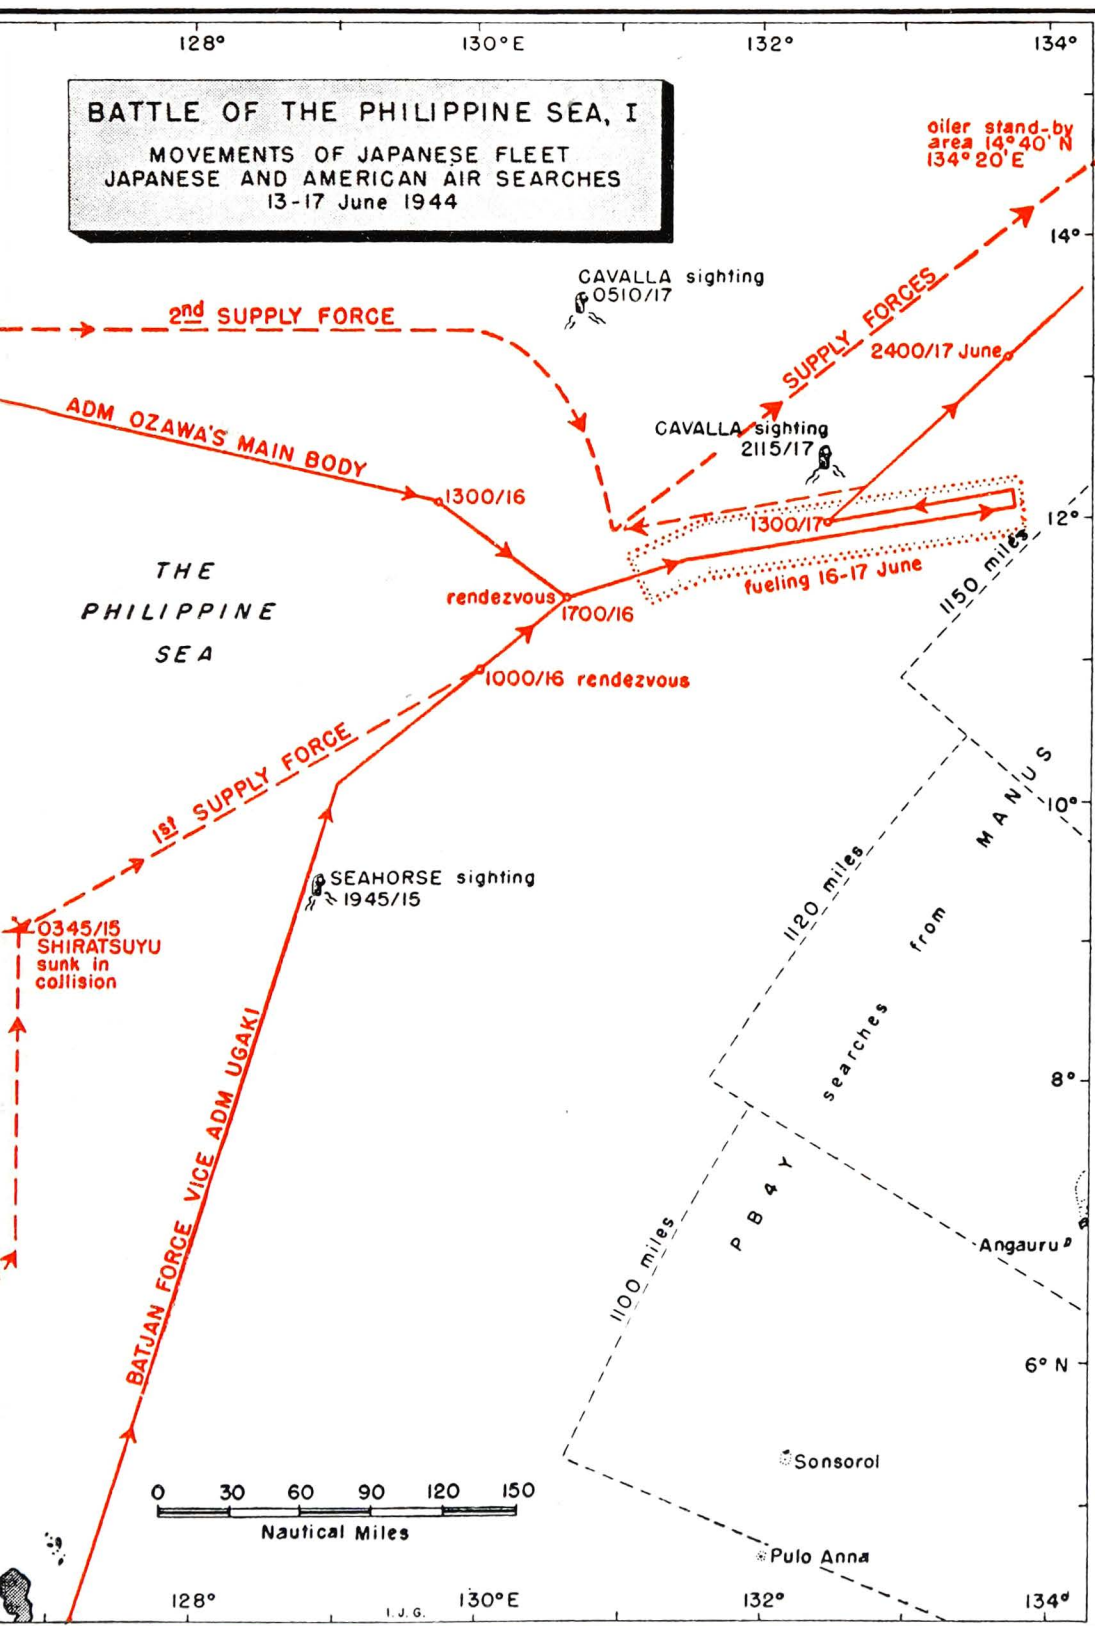 128°
130°E
132°
134°
BATTLE OF THE PHILIPPINE SEA, I
MOVEMENTS OF JAPANESE FLEET
JAPANESE AND AMERICAN AIR SEARCHES
13-17 June 1944
oiler stand-by
area 14°40' N
134°20'E
14°
CAVALLA sighting
0510/17
2nd SUPPLY FORCE
SUPPLY FORCES
2400/17 June
ADM OZAWA'S MAIN BODY
CAVALLA sighting
2115/17
1300/16
1300/17
12°
fueling 16-17 June
1150 miles
THE
PHILIPPINE
SEA
rendezvous
1700/16
1000/16 rendezvous
1st SUPPLY FORCE
MANUS
10°
1120 miles
from
SEAHORSE sighting
1945/15
0345/15
SHIRATSUYU
sunk in
collision
searches
8°
BATJAN FORCE VICE ADM UGAKI
PB4Y
1100 miles
Angauru
6° N
Sonsorol
0 30 60 90 120 150
Nautical Miles
Pulo Anna
128°
130°E
132°
134°
I.J.G.